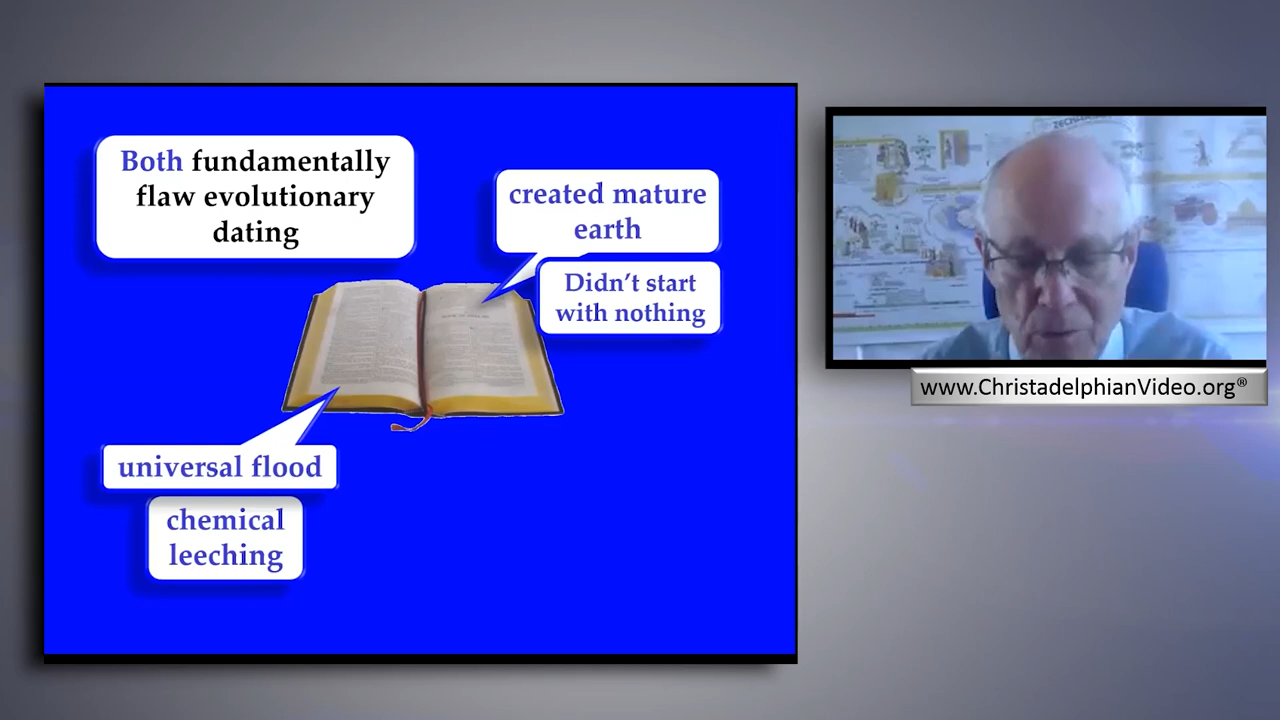 Both fundamentally
flaw evolutionary
dating
created mature
earth
Didn’t start
with nothing
universal flood
chemical
leeching
www.ChristadelphianVideo.org®